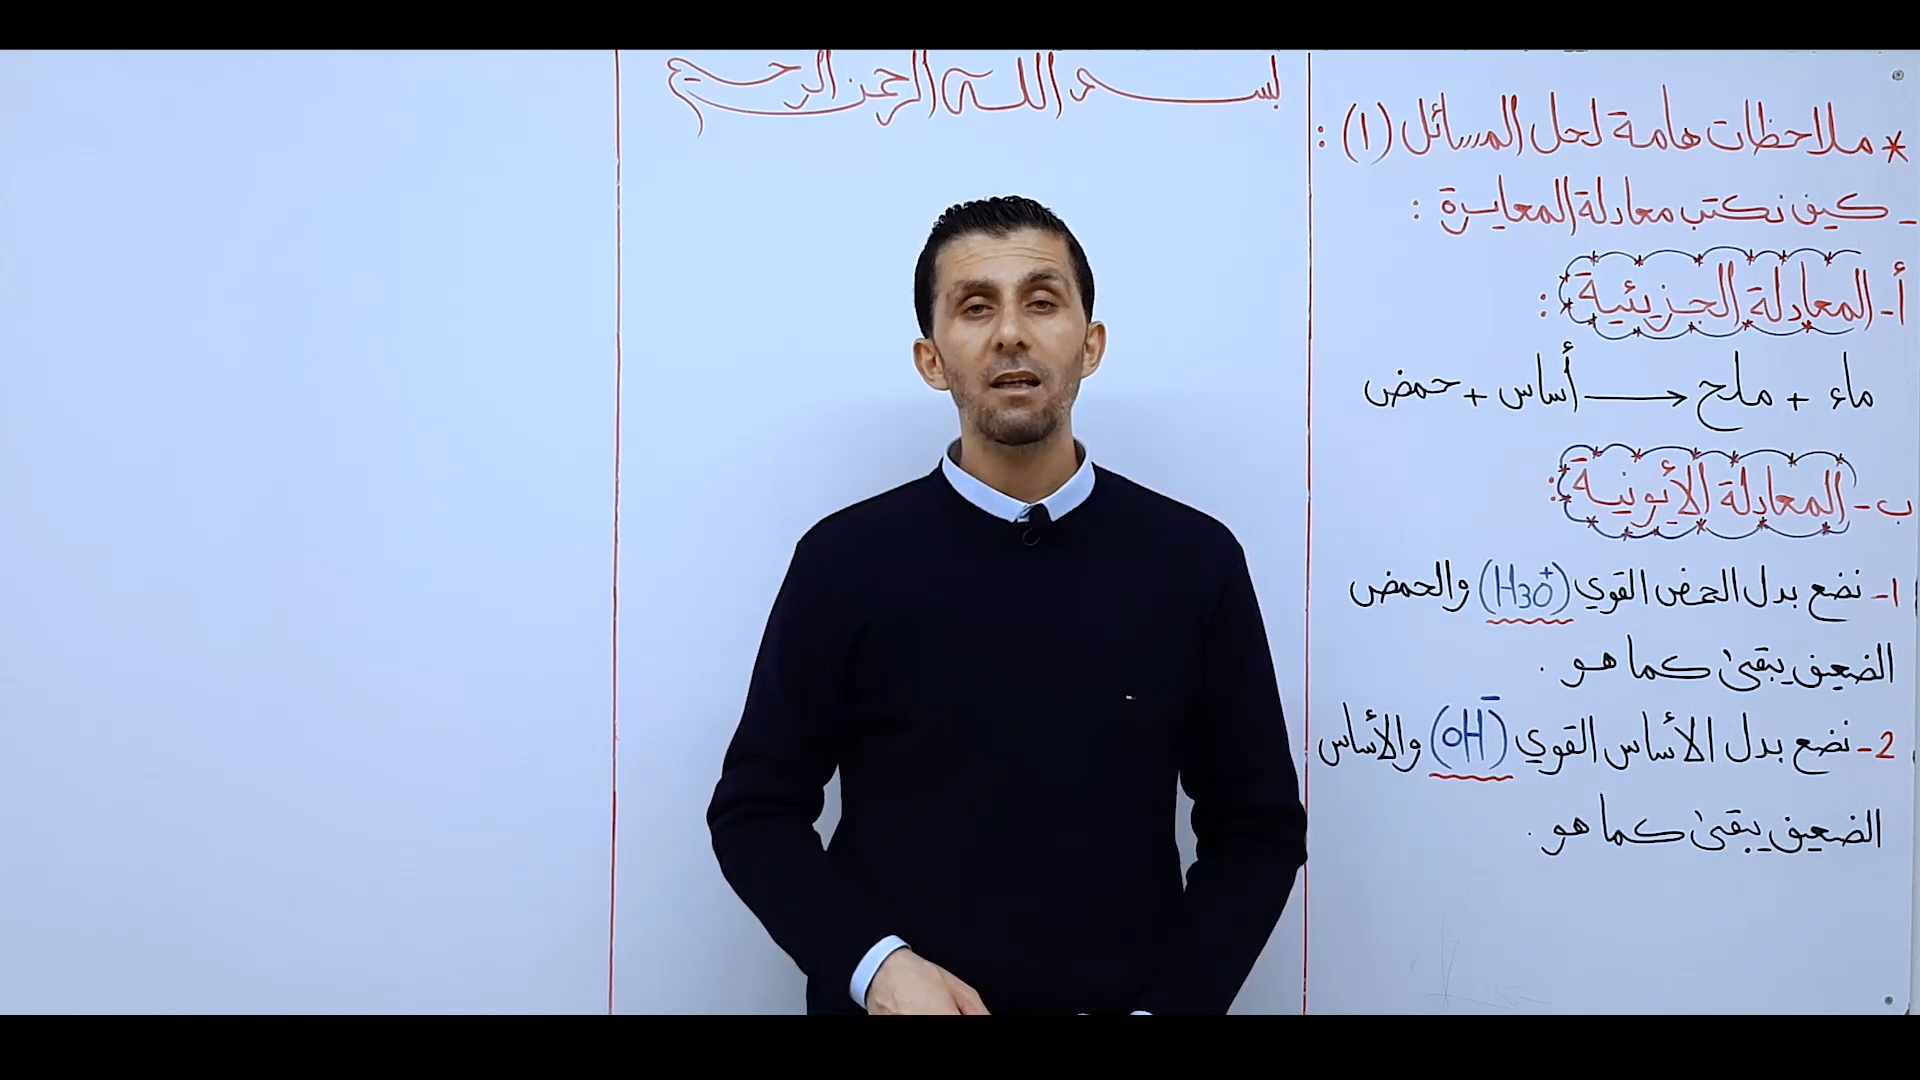 بسم الله الرحمن الرحيم
* ملاحظات هامة لحل المسائل (1) :
- كيف نكتب معادلة المعايرة :
أ- المعادلة الجزيئية :
حمض + أساس ⟶ ملح + ماء
ب- المعادلة الأيونية :
1- نضع بدل الحمض القوي (H3O⁺) والحمض
الضعيف يبقى كما هو .
2- نضع بدل الأساس القوي (OH⁻) والأساس
الضعيف يبقى كما هو .